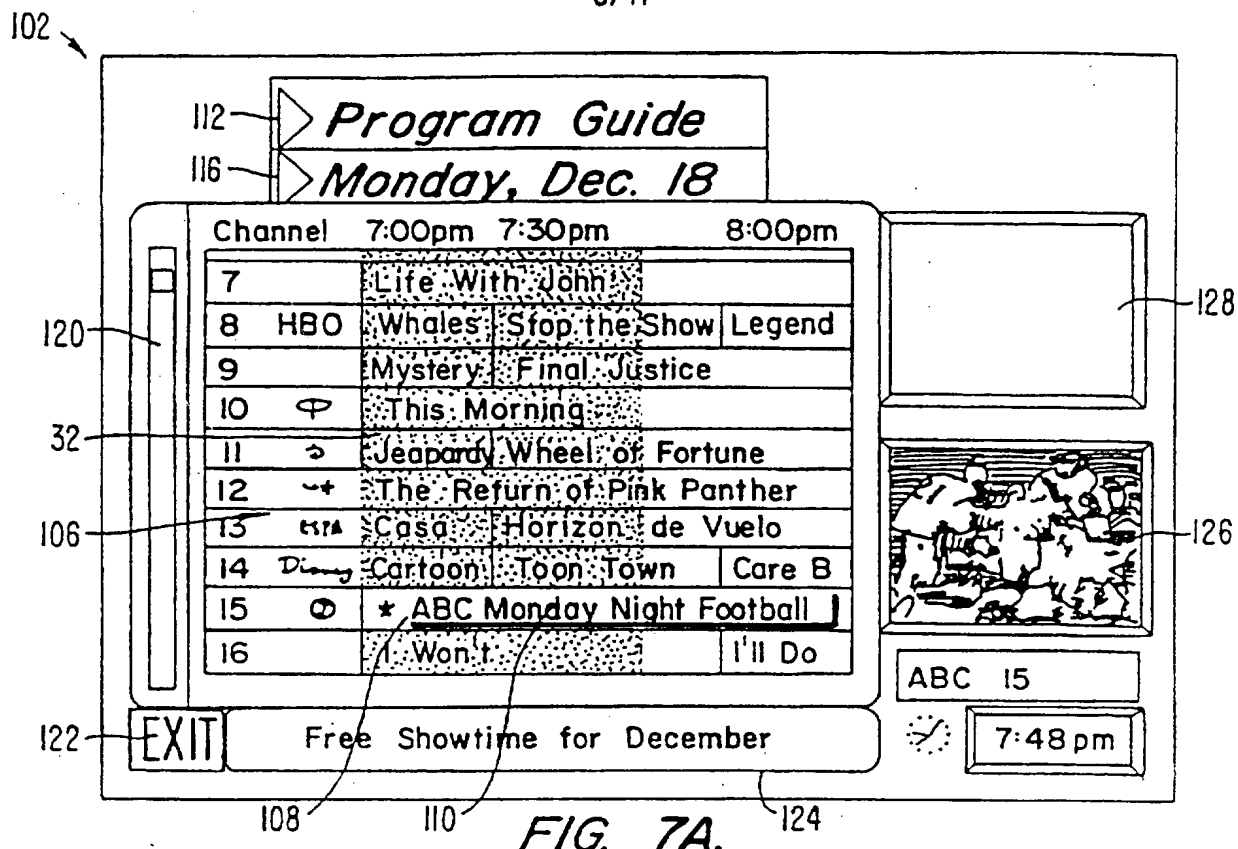 102
112 Program Guide
116 Monday, Dec. 18
Channel 7:00pm 7:30pm 8:00pm
7 Life With John
8 HBO Whales Stop the Show Legend
9 Mystery Final Justice
10 This Morning
11 Jeapardy Wheel of Fortune
12 The Return of Pink Panther
13 Casa Horizon de Vuelo
14 Disney Cartoon Toon Town Care B
15 * ABC Monday Night Football
16 I Won't I'll Do
120
32
106
128
126
ABC 15
122 EXIT Free Showtime for December 7:48 pm
108 110 124
FIG. 7A.